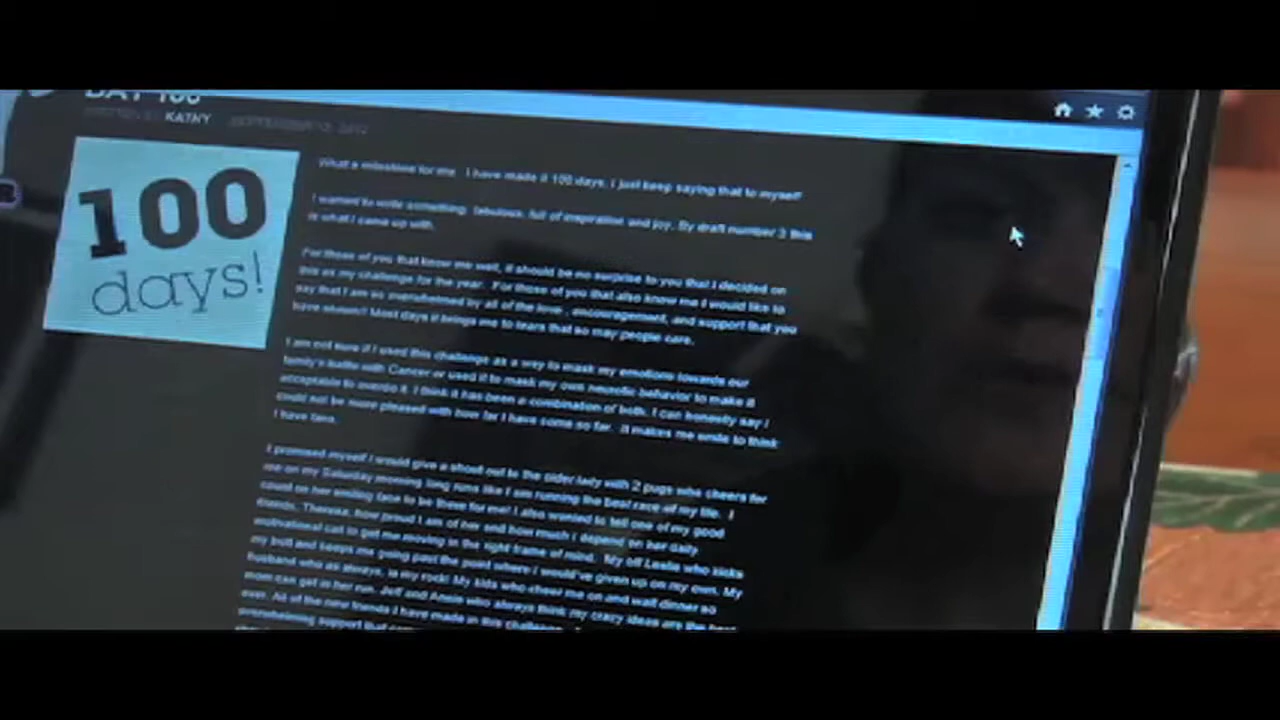 DAY 100
KATHY
100
days!
What a milestone for me. I have made it 100 days. I just keep saying that to myself!
I wanted to write something, fabulous, full of inspiration and joy. By draft number 3 this
is what I came up with.
For those of you that know me well, it should be no surprise to you that I decided on
this as my challenge for the year. For those of you that also know me I would like to
say that I am so overwhelmed by all of the love, encouragement, and support that you
have shown!! Most days it brings me to tears that so may people care.
I am not sure if I used this challenge as a way to mask my emotions towards our
family's battle with Cancer or used it to mask my own neurotic behavior to make it
acceptable to overdo it. I think it has been a combination of both. I can honestly say I
could not be more pleased with how far I have some so far. It makes me smile to think
I have fans.
I promised myself I would give a shout out to the older lady with 2 pugs who cheers for
me on my Saturday morning long runs like I am running the best race of my life. I
count on her smiling face to be there for me! I also wanted to tell one of my good
friends, Theresa, how proud I am of her and how much I depend on her daily
motivational call to get me moving in the right frame of mind. My bff Leslie who kicks
my butt and keeps me going past the point where I would've given up on my own. My
husband who as always, is my rock! My kids who cheer me on and wait dinner so
mom can get in her run. Jeff and Annie who always think my crazy ideas are the best
ever. All of the new friends I have made in this challenge.
overwhelming support that